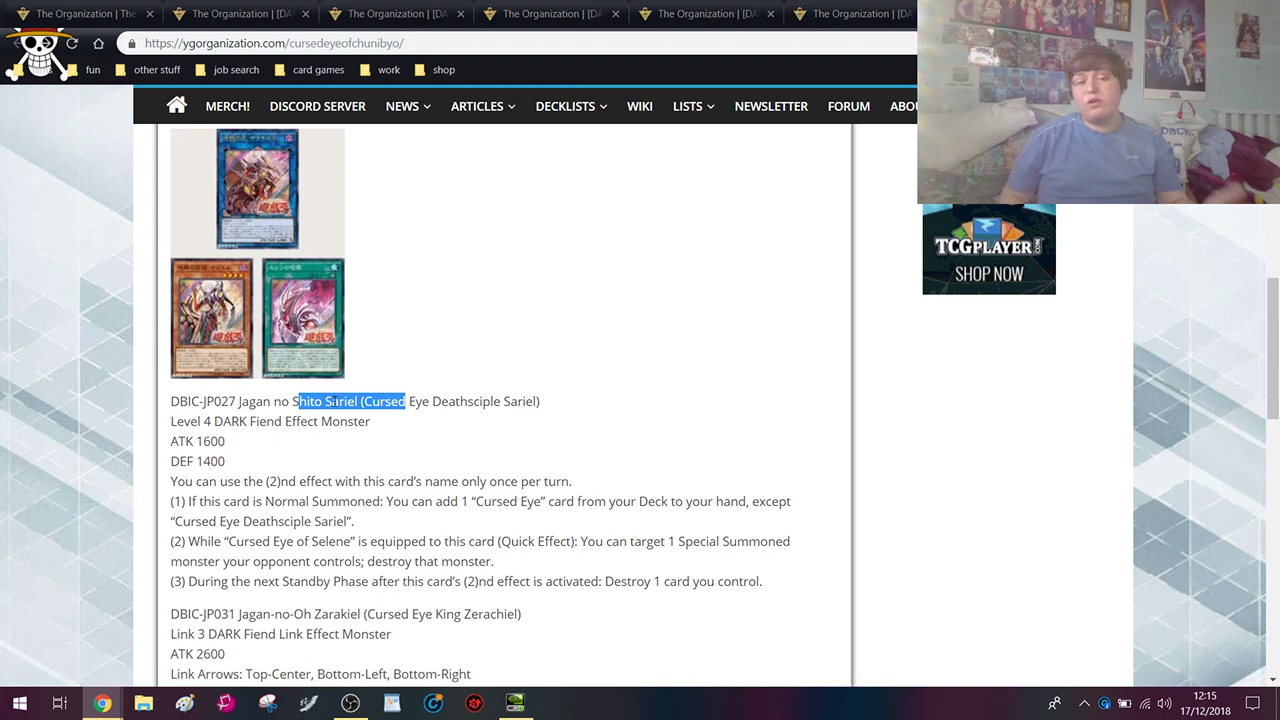 The Organization | The
The Organization | [DA
The Organization | [DA
The Organization | [DA
The Organization | [DA
The Organization | [DA
https://ygorganization.com/cursedeyeofchunibyo/
fun
other stuff
job search
card games
work
shop
MERCH!
DISCORD SERVER
NEWS
ARTICLES
DECKLISTS
WIKI
LISTS
NEWSLETTER
FORUM
ABOU
TCGPLAYER.COM
SHOP NOW
DBIC-JP027 Jagan no Shito Sariel (Cursed Eye Deathsciple Sariel)
Level 4 DARK Fiend Effect Monster
ATK 1600
DEF 1400
You can use the (2)nd effect with this card’s name only once per turn.
(1) If this card is Normal Summoned: You can add 1 “Cursed Eye” card from your Deck to your hand, except
“Cursed Eye Deathsciple Sariel”.
(2) While “Cursed Eye of Selene” is equipped to this card (Quick Effect): You can target 1 Special Summoned
monster your opponent controls; destroy that monster.
(3) During the next Standby Phase after this card’s (2)nd effect is activated: Destroy 1 card you control.
DBIC-JP031 Jagan-no-Oh Zarakiel (Cursed Eye King Zerachiel)
Link 3 DARK Fiend Link Effect Monster
ATK 2600
Link Arrows: Top-Center, Bottom-Left, Bottom-Right
12:15
17/12/2018